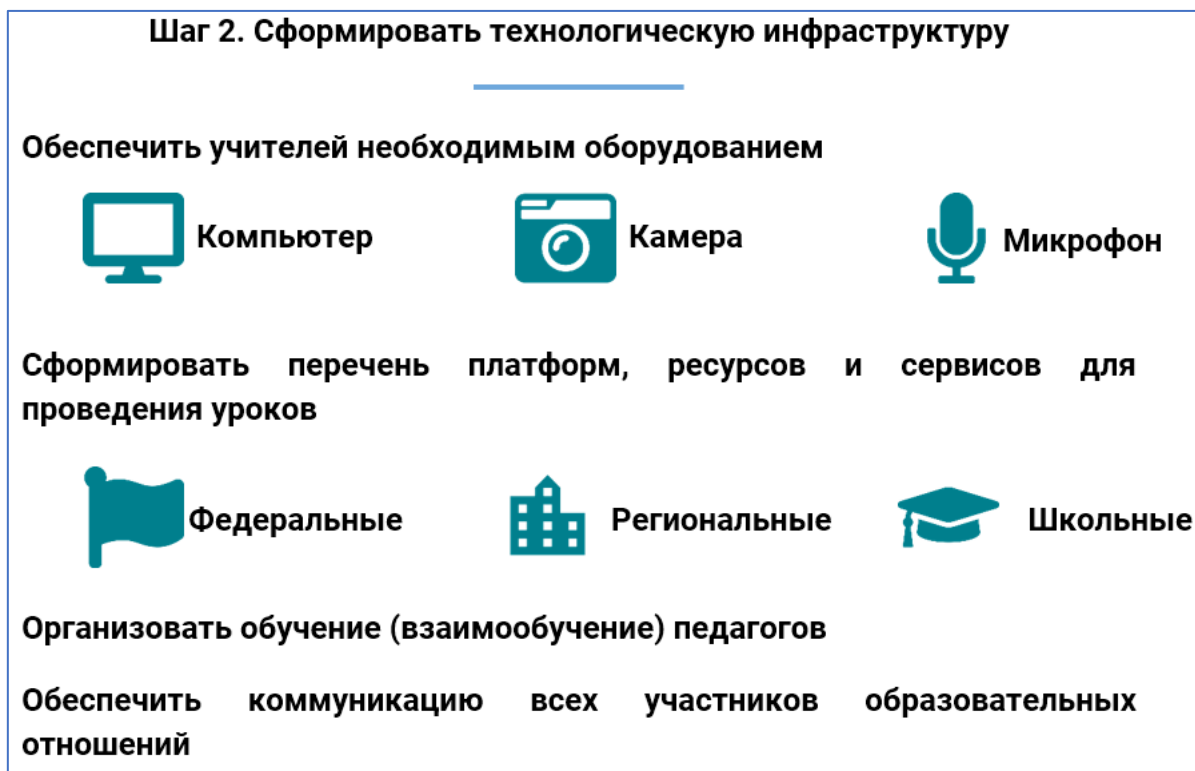 Шаг 2. Сформировать технологическую инфраструктуру
Обеспечить учителей необходимым оборудованием
Компьютер
Камера
Микрофон
Сформировать перечень платформ, ресурсов и сервисов для
проведения уроков
Федеральные
Региональные
Школьные
Организовать обучение (взаимообучение) педагогов
Обеспечить коммуникацию всех участников образовательных
отношений